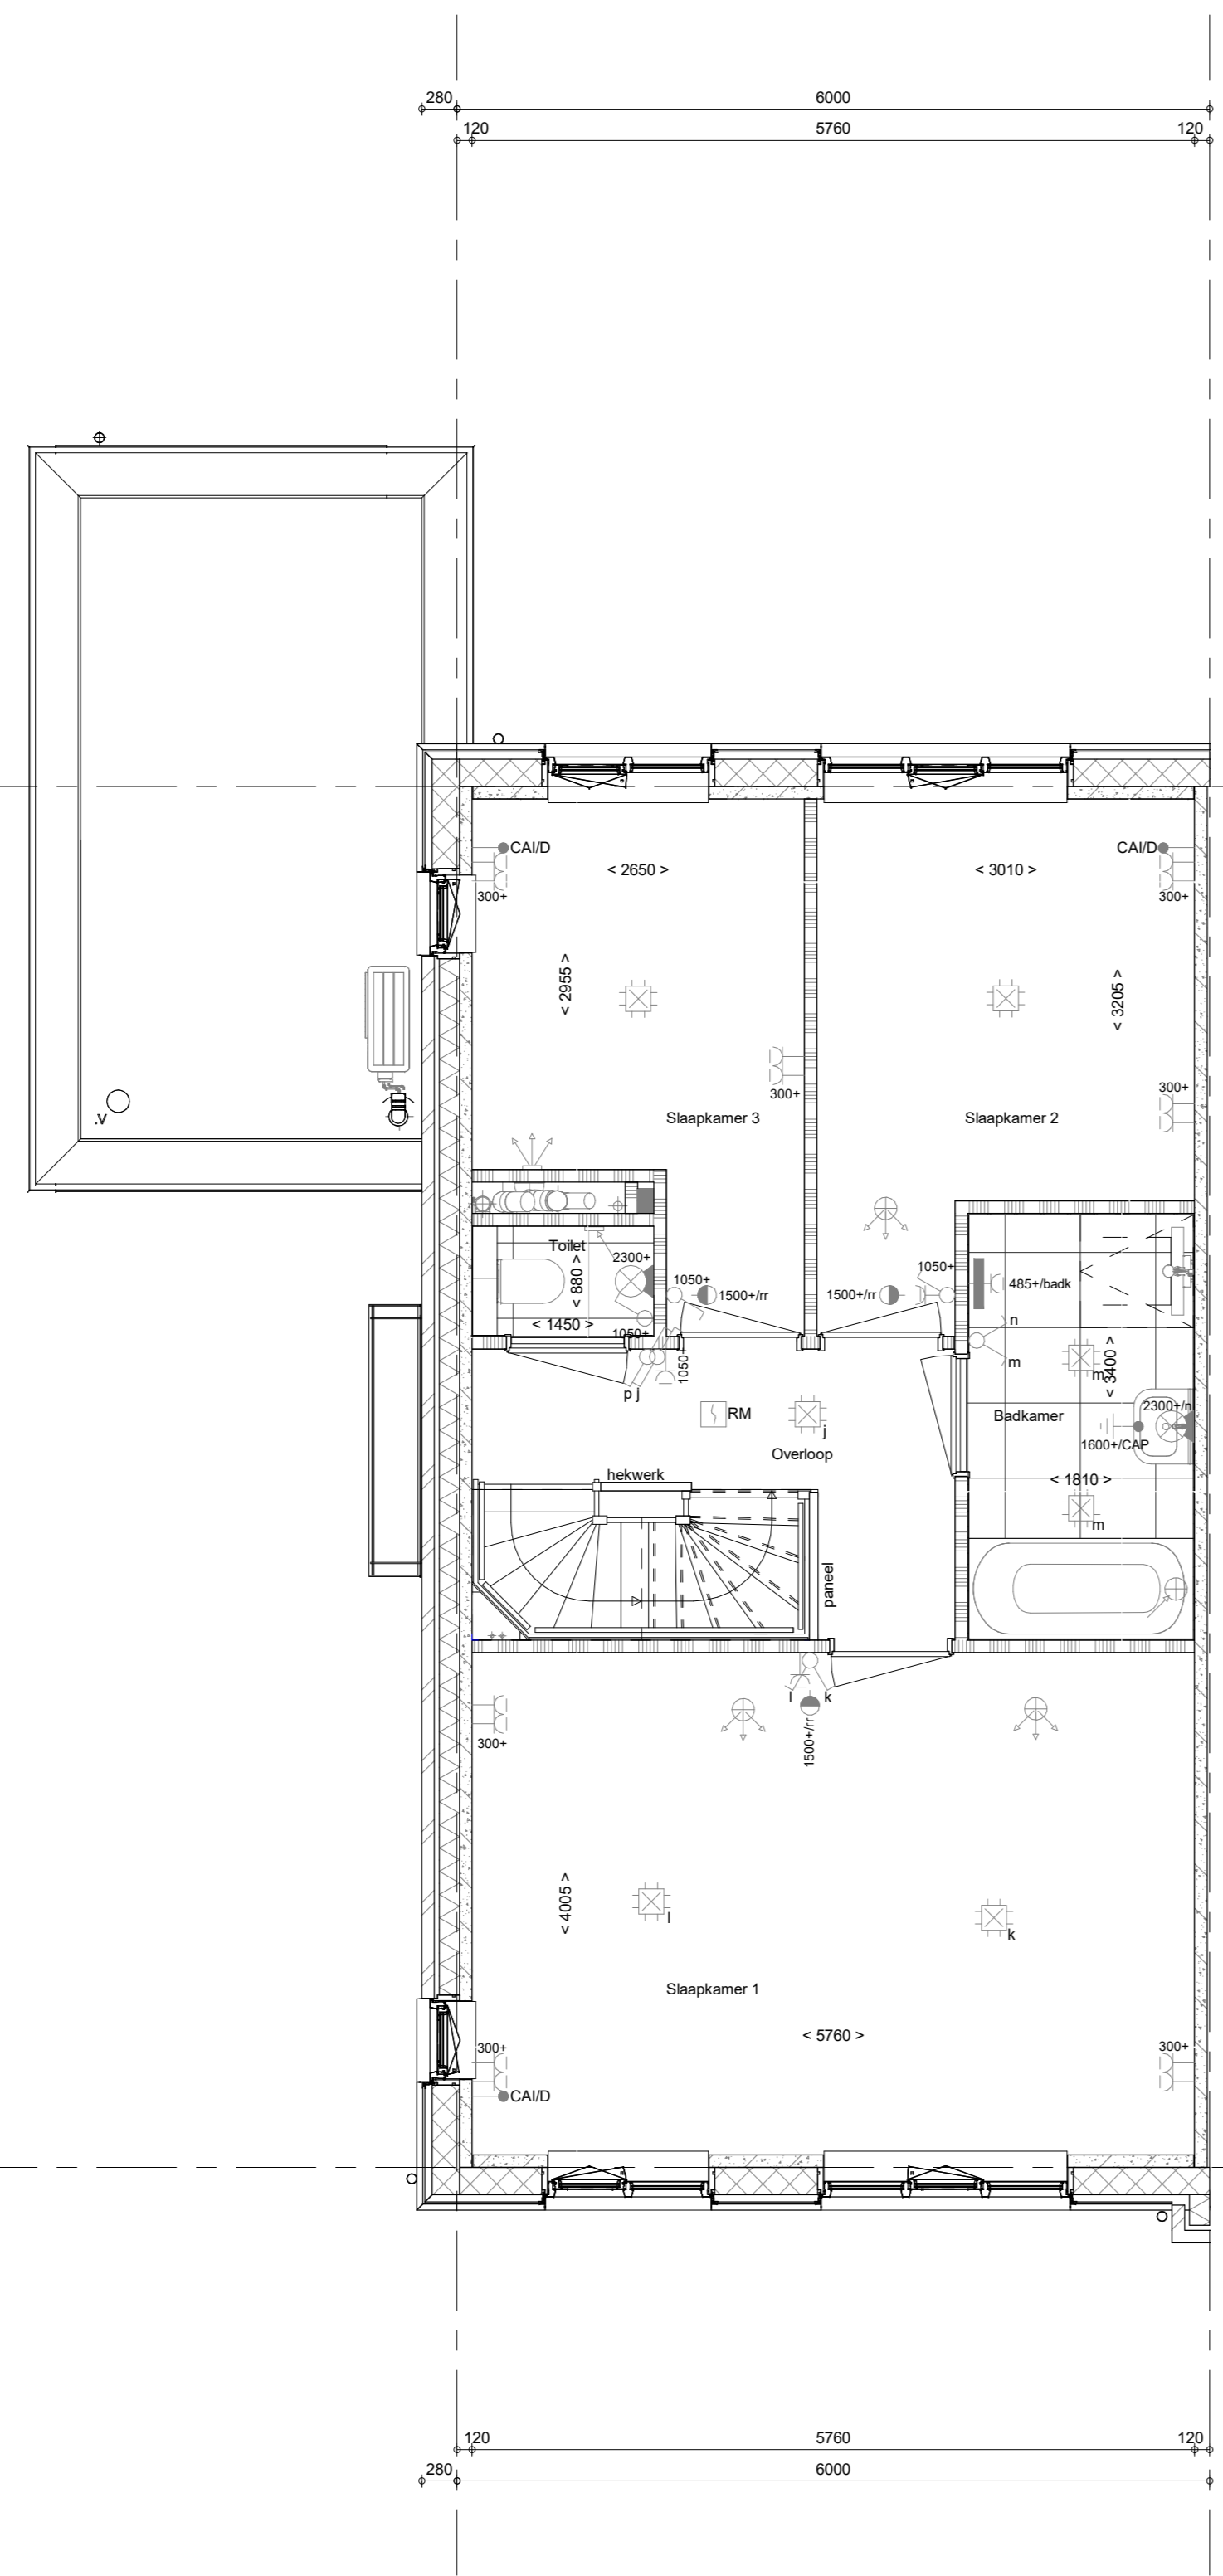 280
6000
120
5760
120
CAI/D
300+
< 2650 >
< 3010 >
CAI/D
300+
< 2955 >
< 3205 >
300+
300+
Slaapkamer 3
Slaapkamer 2
.V
Toilet
2300+
< 880 >
< 1450 >
1050+
1050+
1500+/rr
1050+
p j
1500+/rr
1050+
485+/badk
n
m
m
< 3400 >
RM
j
Overloop
Badkamer
2300+/n
1600+/CAP
< 1810 >
m
hekwerk
paneel
l
k
1500+/rr
300+
< 4005 >
l
k
Slaapkamer 1
< 5760 >
300+
CAI/D
300+
120
5760
120
280
6000